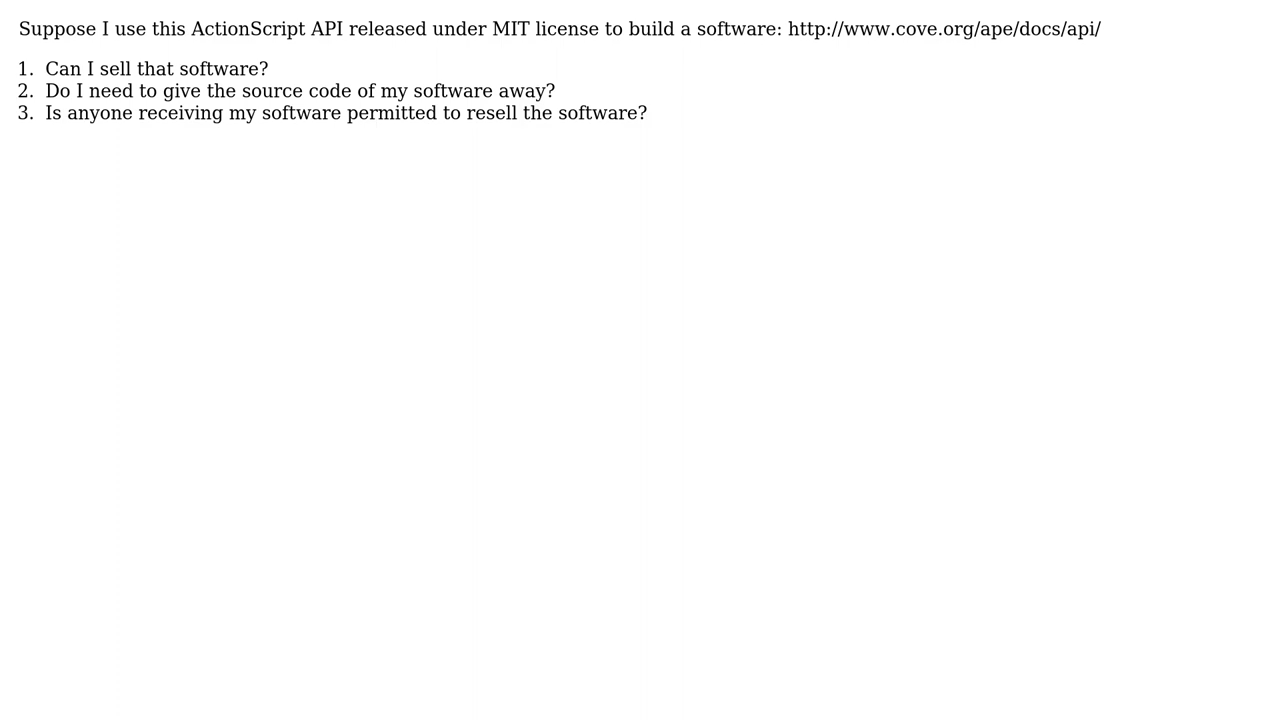 Suppose I use this ActionScript API released under MIT license to build a software: http://www.cove.org/ape/docs/api/
1. Can I sell that software?
2. Do I need to give the source code of my software away?
3. Is anyone receiving my software permitted to resell the software?